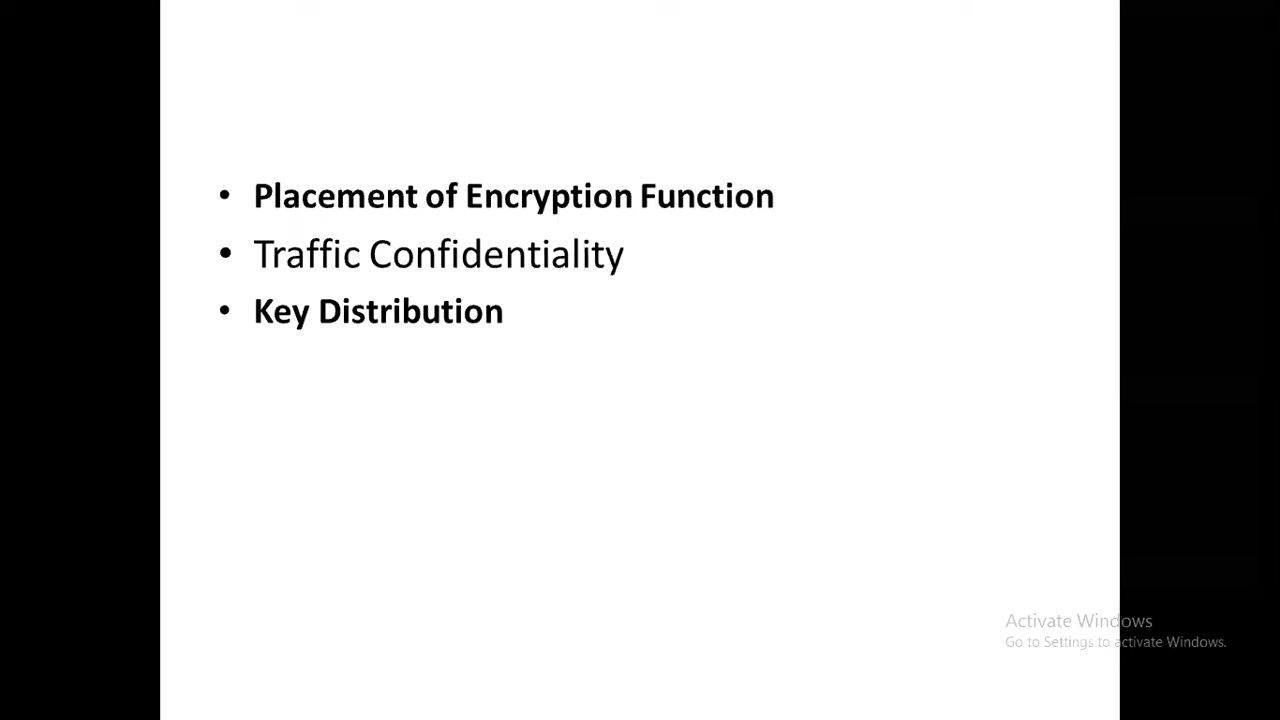 • Placement of Encryption Function
• Traffic Confidentiality
• Key Distribution
Activate Windows
Go to Settings to activate Windows.